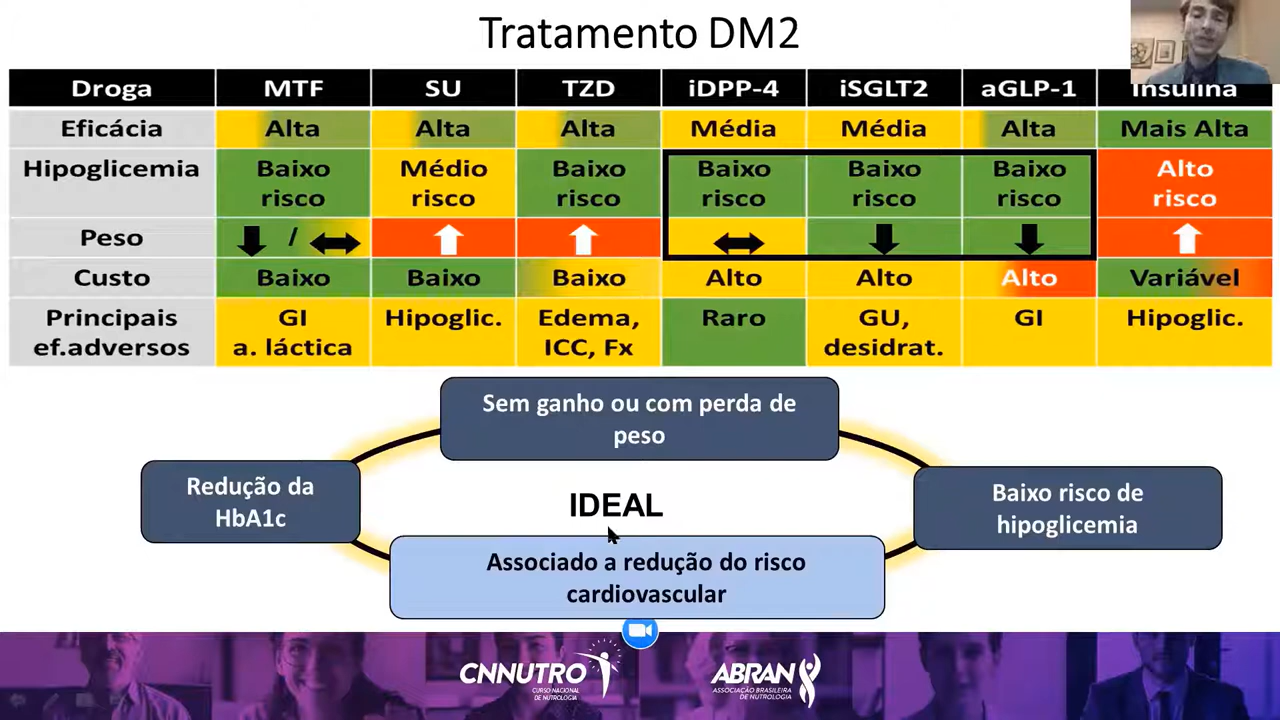 Tratamento DM2
Droga MTF SU TZD iDPP-4 iSGLT2 aGLP-1 Insulina
Eficácia Alta Alta Alta Média Média Alta Mais Alta
Hipoglicemia Baixo Médio Baixo Baixo Baixo Baixo Alto
risco risco risco risco risco risco risco
Peso /
Custo Baixo Baixo Baixo Alto Alto Alto Variável
Principais GI Hipoglic. Edema, Raro GU, GI Hipoglic.
ef.adversos a. láctica ICC, Fx desidrat.
Sem ganho ou com perda de
peso
Redução da
HbA1c
IDEAL
Baixo risco de
hipoglicemia
Associado a redução do risco
cardiovascular
CNNUTRO
CURSO NACIONAL
DE NUTROLOGIA
ABRAN
ASSOCIAÇÃO BRASILEIRA
DE NUTROLOGIA